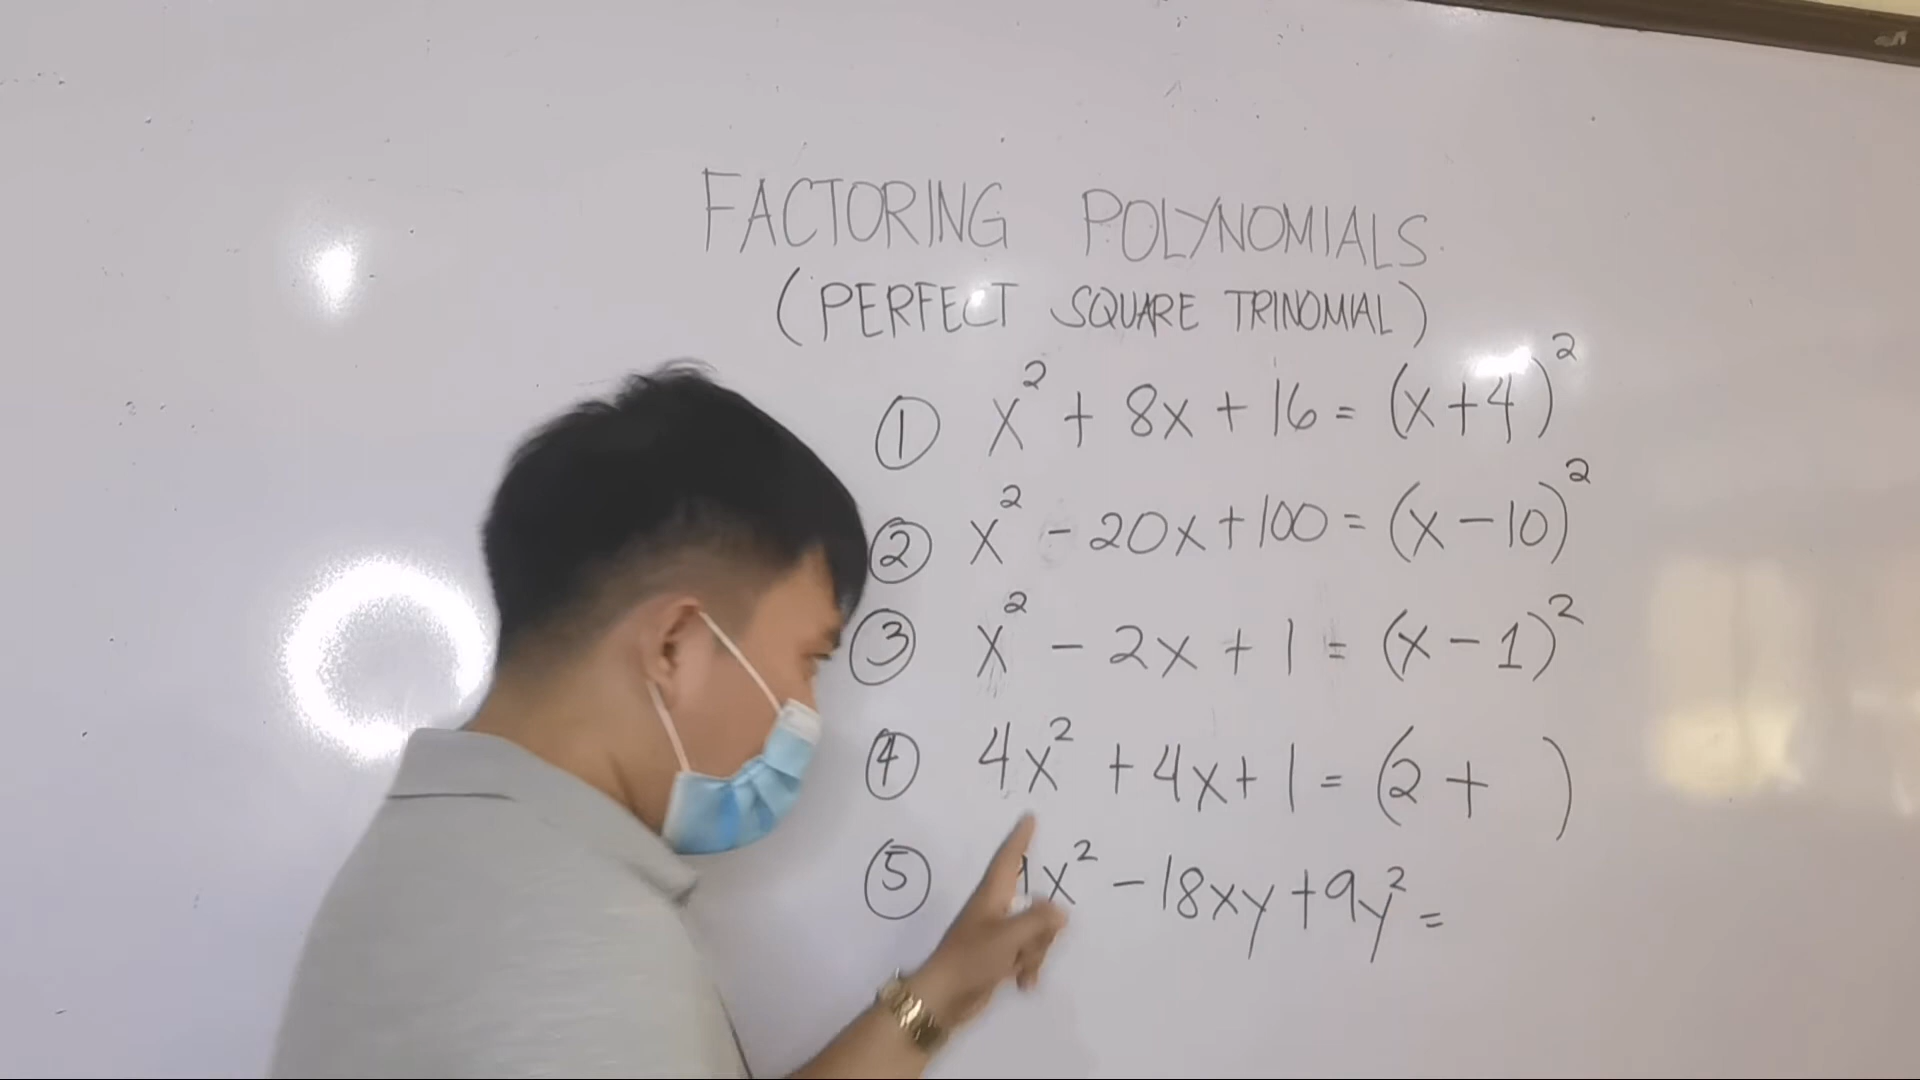 FACTORING POLYNOMIALS
(PERFECT SQUARE TRINOMIAL)
① x² + 8x + 16 = (x+4)²
② x² - 20x + 100 = (x - 10)²
③ x² - 2x + 1 = (x - 1)²
④ 4x² + 4x + 1 = (2 + )
⑤ x² - 18xy + 9y² =